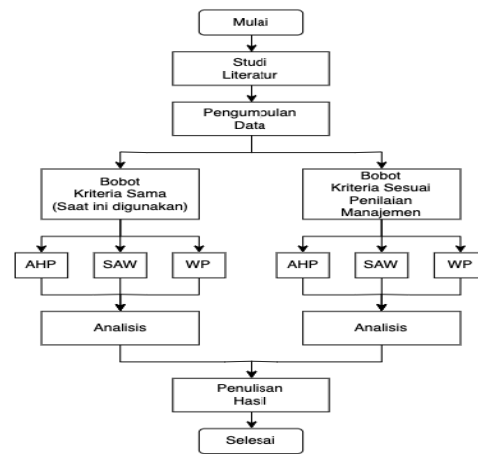 Mulai
Studi
Literatur
Pengumpulan
Data
Bobot
Kriteria Sama
(Saat ini digunakan)
Bobot
Kriteria Sesuai
Penilaian
Manajemen
AHP
SAW
WP
AHP
SAW
WP
Analisis
Analisis
Penulisan
Hasil
Selesai